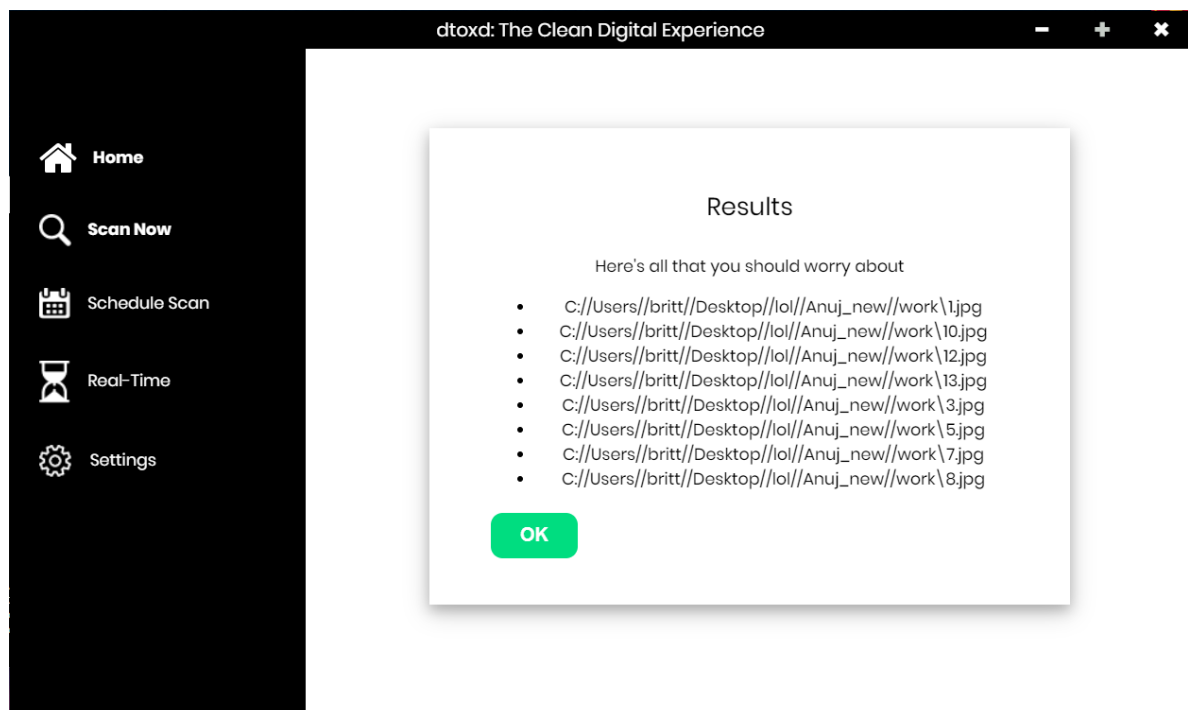 dtoxd: The Clean Digital Experience
Home
Scan Now
Schedule Scan
Real-Time
Settings
Results
Here's all that you should worry about
C://Users//britt//Desktop//lol//Anuj_new//work\1.jpg
C://Users//britt//Desktop//lol//Anuj_new//work\10.jpg
C://Users//britt//Desktop//lol//Anuj_new//work\12.jpg
C://Users//britt//Desktop//lol//Anuj_new//work\13.jpg
C://Users//britt//Desktop//lol//Anuj_new//work\3.jpg
C://Users//britt//Desktop//lol//Anuj_new//work\5.jpg
C://Users//britt//Desktop//lol//Anuj_new//work\7.jpg
C://Users//britt//Desktop//lol//Anuj_new//work\8.jpg
OK